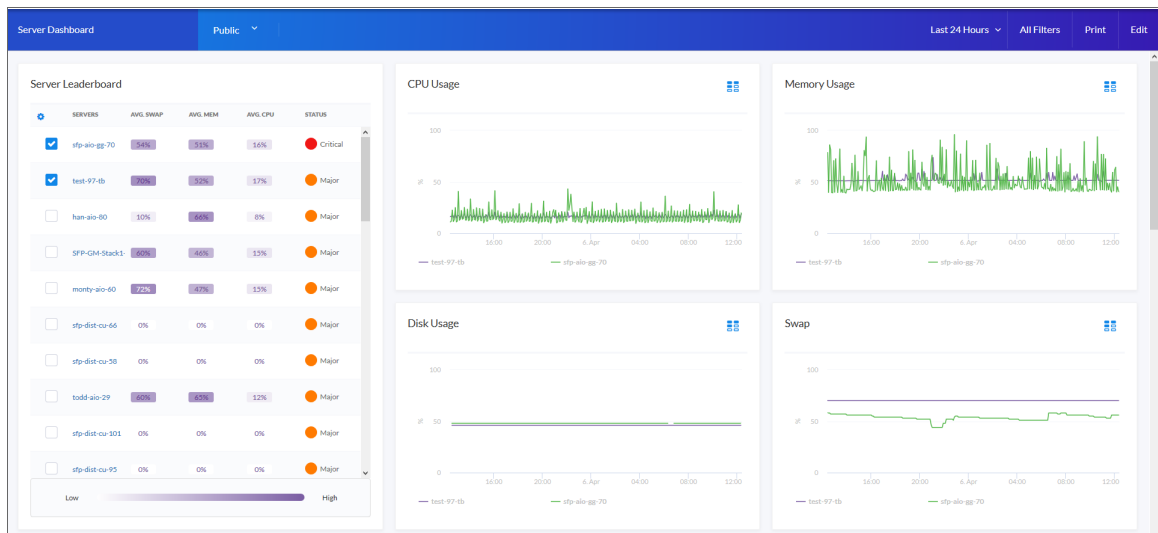 Server Dashboard Public Last 24 Hours All Filters Print Edit
Server Leaderboard
SERVERS AVG. SWAP AVG. MEM AVG. CPU STATUS
sfp-aio-gg-70 54% 51% 16% Critical
test-97-tb 70% 52% 17% Major
han-aio-80 10% 66% 8% Major
SFP-GM-Stack1- 60% 46% 15% Major
monty-aio-60 72% 47% 15% Major
sfp-dist-cu-66 0% 0% 0% Major
sfp-dist-cu-58 0% 0% 0% Major
todd-aio-29 60% 65% 12% Major
sfp-dist-cu-101 0% 0% 0% Major
sfp-dist-cu-95 0% 0% 0% Major
Low High
CPU Usage
100
% 50
0
16:00 20:00 6. Apr 04:00 08:00 12:00
test-97-tb sfp-aio-gg-70
Memory Usage
100
% 50
0
16:00 20:00 6. Apr 04:00 08:00 12:00
test-97-tb sfp-aio-gg-70
Disk Usage
100
% 50
0
16:00 20:00 6. Apr 04:00 08:00 12:00
test-97-tb sfp-aio-gg-70
Swap
100
% 50
0
16:00 20:00 6. Apr 04:00 08:00 12:00
test-97-tb sfp-aio-gg-70